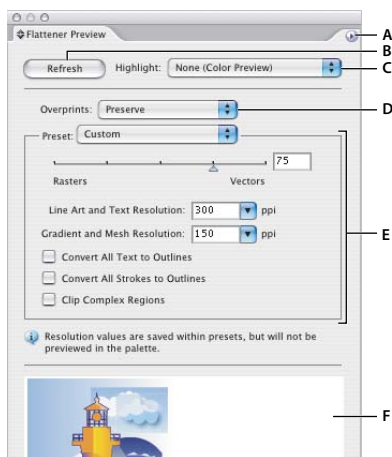 Flattener Preview
A
B
Refresh Highlight: None (Color Preview) C
Overprints: Preserve D
Preset: Custom
75
Rasters Vectors
Line Art and Text Resolution: 300 ppi
Gradient and Mesh Resolution: 150 ppi E
Convert All Text to Outlines
Convert All Strokes to Outlines
Clip Complex Regions
Resolution values are saved within presets, but will not be
previewed in the palette.
F